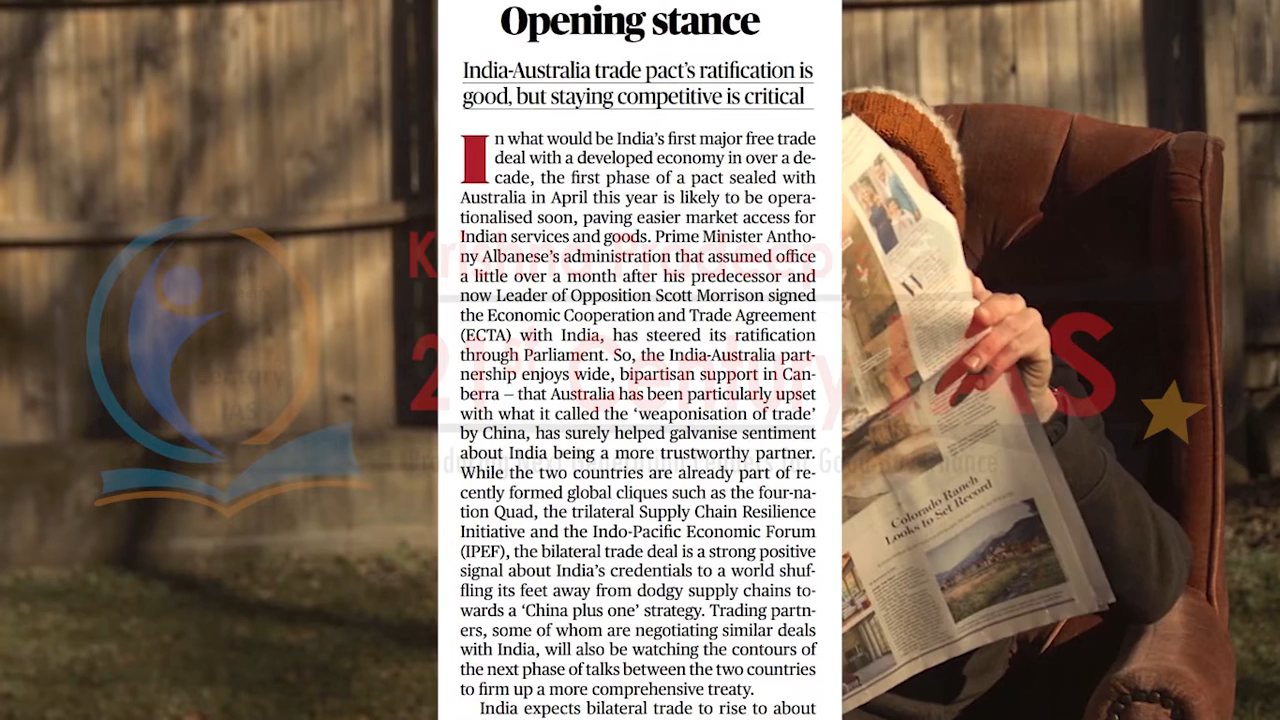 Opening stance
India-Australia trade pact's ratification is
good, but staying competitive is critical
In what would be India's first major free trade
deal with a developed economy in over a de-
cade, the first phase of a pact sealed with
Australia in April this year is likely to be opera-
tionalised soon, paving easier market access for
Indian services and goods. Prime Minister Antho-
ny Albanese's administration that assumed office
a little over a month after his predecessor and
now Leader of Opposition Scott Morrison signed
the Economic Cooperation and Trade Agreement
(ECTA) with India, has steered its ratification
through Parliament. So, the India-Australia part-
nership enjoys wide, bipartisan support in Can-
berra – that Australia has been particularly upset
with what it called the 'weaponisation of trade'
by China, has surely helped galvanise sentiment
about India being a more trustworthy partner.
While the two countries are already part of re-
cently formed global cliques such as the four-na-
tion Quad, the trilateral Supply Chain Resilience
Initiative and the Indo-Pacific Economic Forum
(IPEF), the bilateral trade deal is a strong positive
signal about India's credentials to a world shuf-
fling its feet away from dodgy supply chains to-
wards a 'China plus one' strategy. Trading partn-
ers, some of whom are negotiating similar deals
with India, will also be watching the contours of
the next phase of talks between the two countries
to firm up a more comprehensive treaty.
India expects bilateral trade to rise to about
Krishna Pradeep's
21st Century IAS
Colorado Ranch
Looks to Set Record